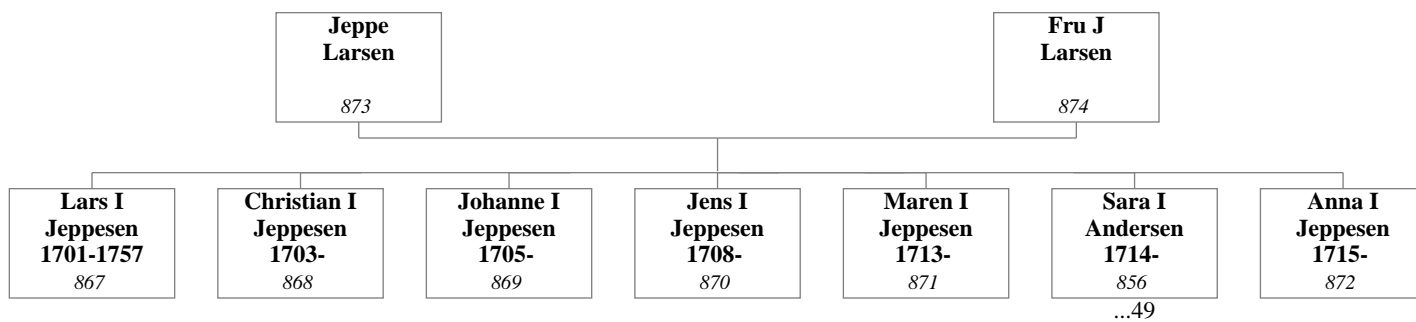 Jeppe
Larsen
873
Fru J
Larsen
874
Lars I
Jeppesen
1701-1757
867
Christian I
Jeppesen
1703-
868
Johanne I
Jeppesen
1705-
869
Jens I
Jeppesen
1708-
870
Maren I
Jeppesen
1713-
871
Sara I
Andersen
1714-
856
...49
Anna I
Jeppesen
1715-
872